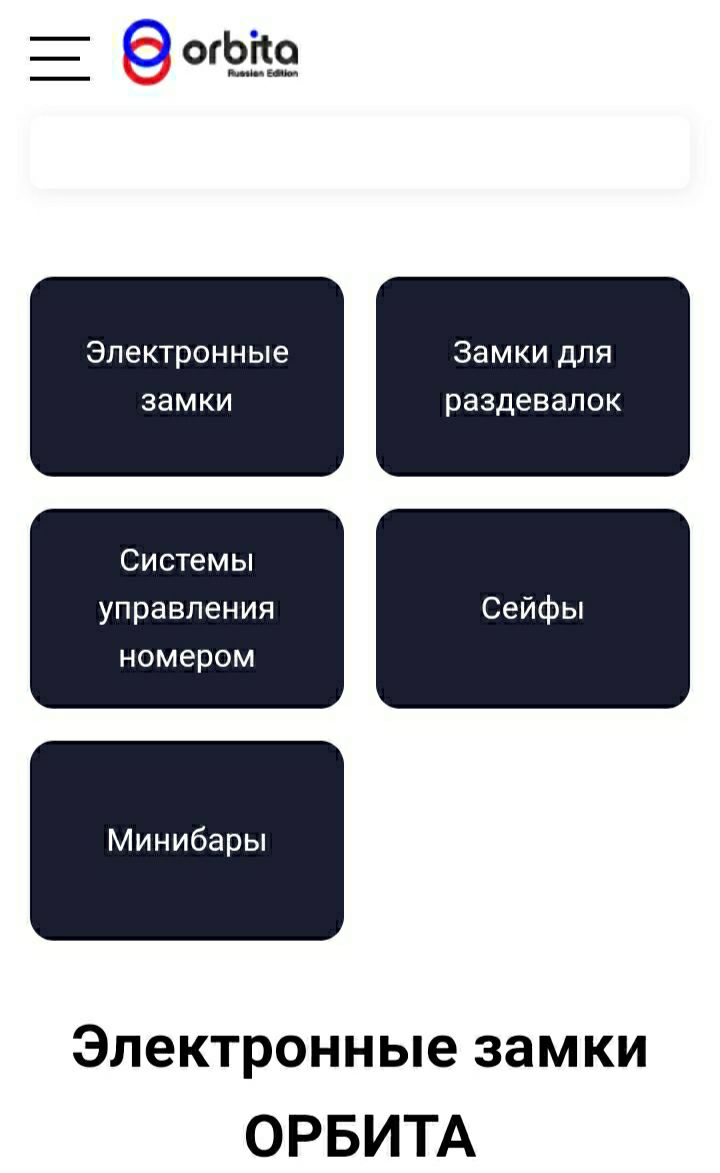 orbita
Russian Edition
Электронные
замки
Замки для
раздевалок
Системы
управления
номером
Сейфы
Минибары
Электронные замки
ОРБИТА